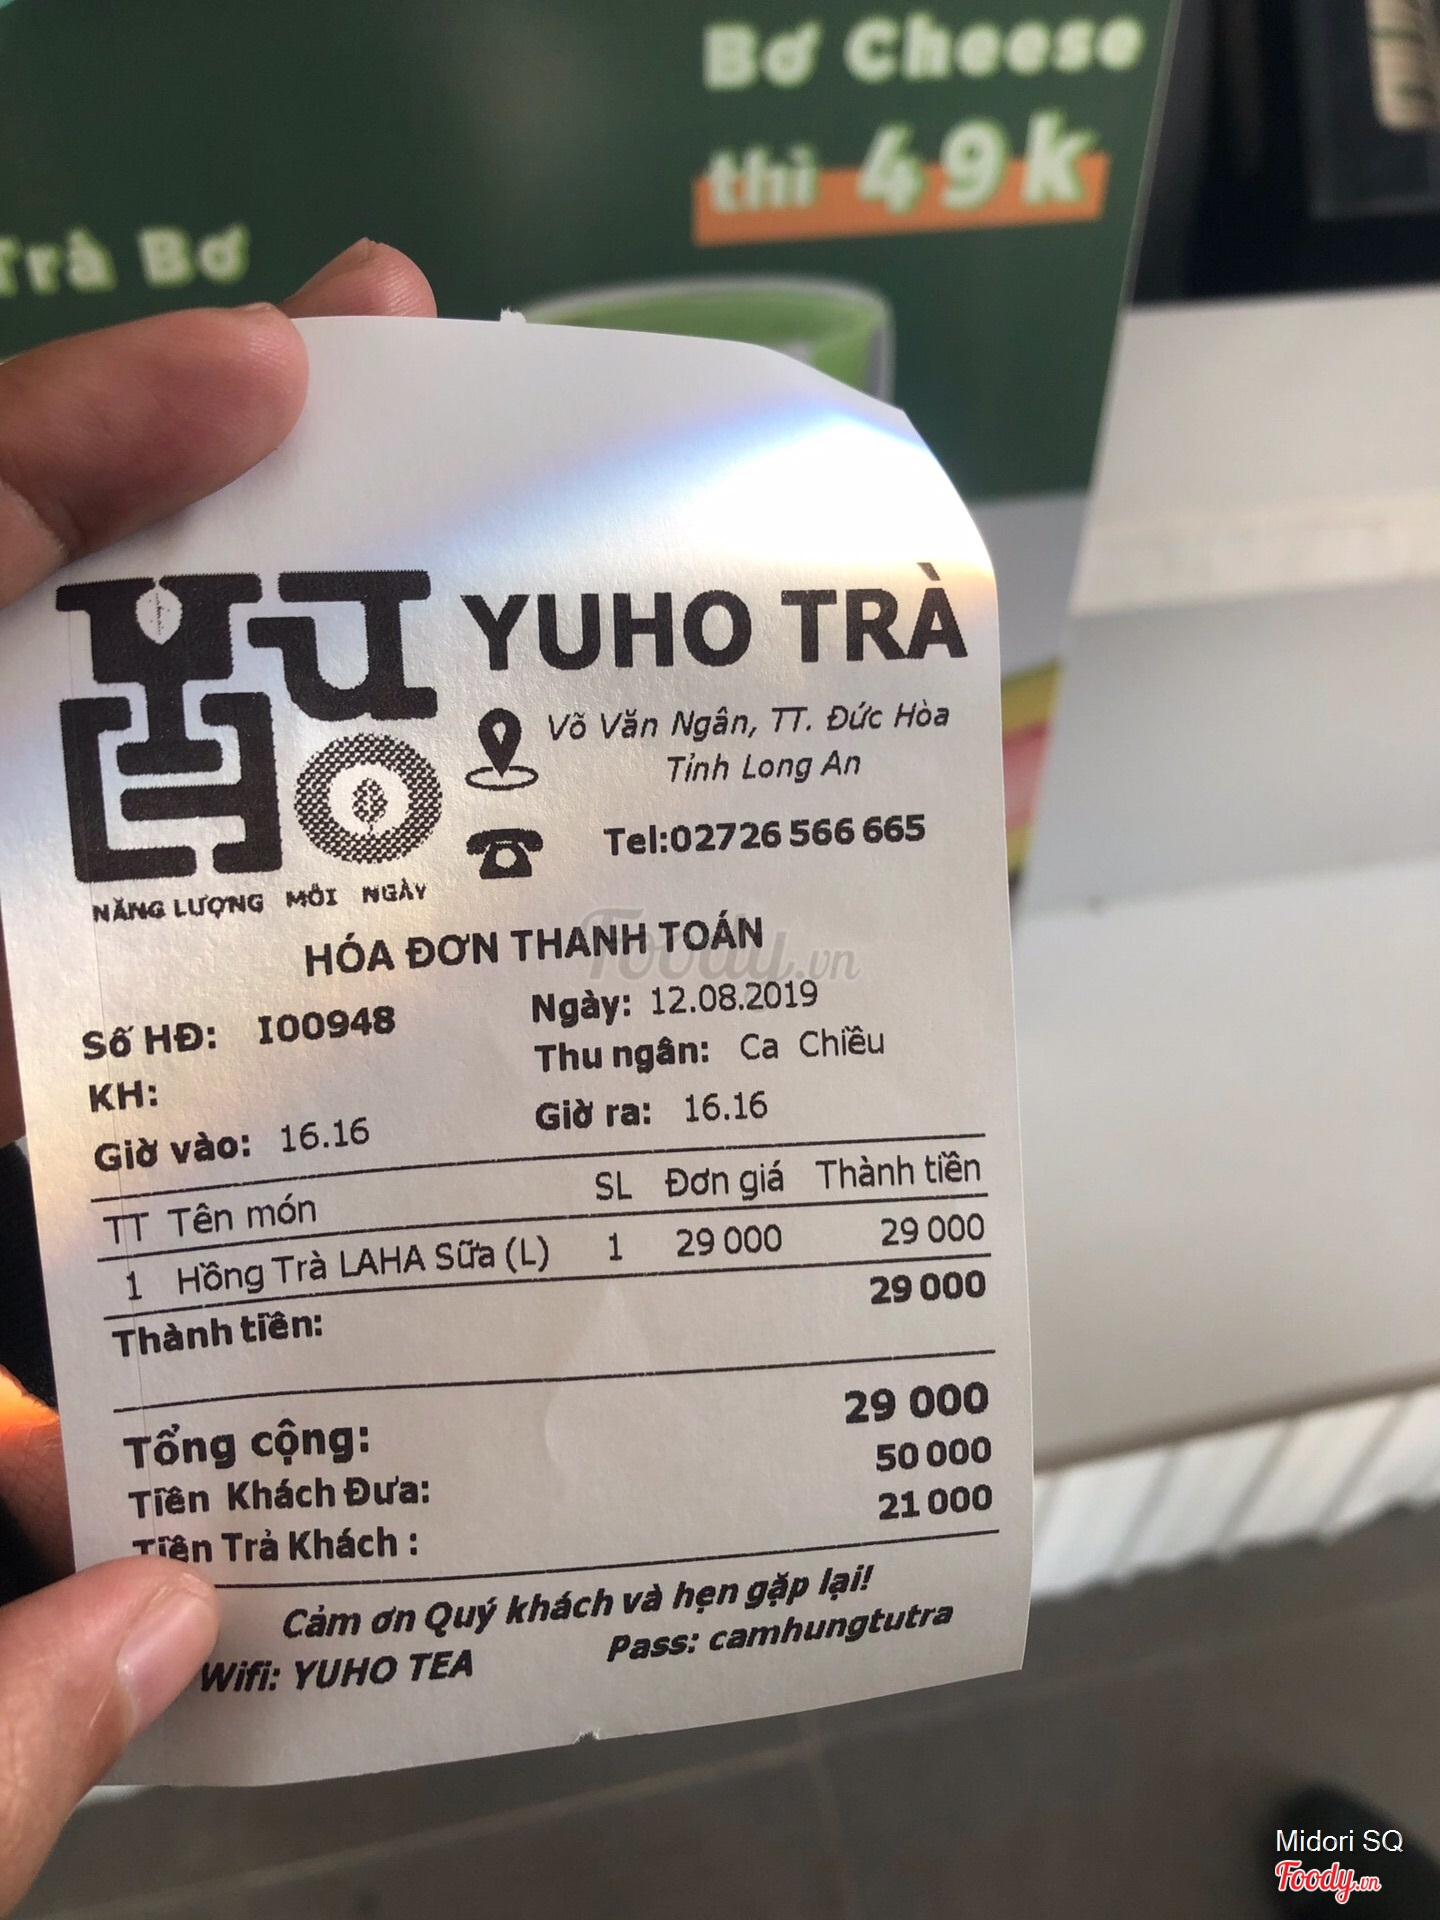 Bơ Cheese
thì 49k
Trà Bơ
YUHO
NĂNG LƯỢNG MỖI NGÀY
YUHO TRÀ
Võ Văn Ngân, TT. Đức Hòa
Tỉnh Long An
Tel:02726 566 665
HÓA ĐƠN THANH TOÁN
Foody.vn
Số HĐ: I00948 Ngày: 12.08.2019
KH: Thu ngân: Ca Chiều
Giờ vào: 16.16 Giờ ra: 16.16
TT Tên món SL Đơn giá Thành tiền
1 Hồng Trà LAHA Sữa (L) 1 29 000 29 000
Thành tiền: 29 000
Tổng cộng: 29 000
Tiền Khách Đưa: 50 000
Tiền Trả Khách : 21 000
Cảm ơn Quý khách và hẹn gặp lại!
Wifi: YUHO TEA Pass: camhungtutra
Midori SQ
Foody.vn